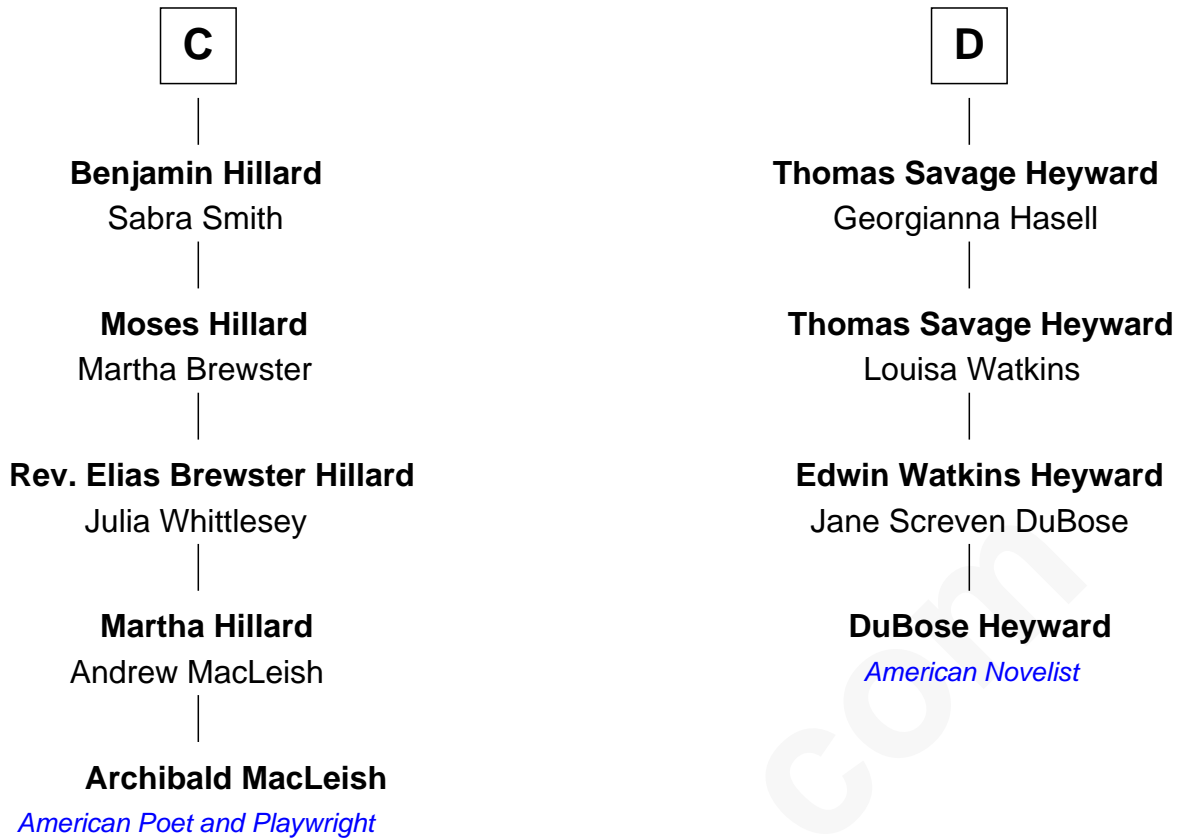 C
Benjamin Hillard
Sabra Smith
Moses Hillard
Martha Brewster
Rev. Elias Brewster Hillard
Julia Whittlesey
Martha Hillard
Andrew MacLeish
Archibald MacLeish
American Poet and Playwright
D
Thomas Savage Heyward
Georgianna Hasell
Thomas Savage Heyward
Louisa Watkins
Edwin Watkins Heyward
Jane Screven DuBose
DuBose Heyward
American Novelist
com